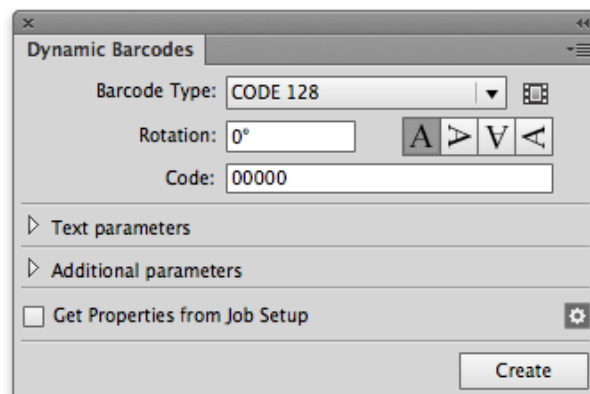 Dynamic Barcodes
Barcode Type: CODE 128
Rotation: 0° A A A A
Code: 00000
Text parameters
Additional parameters
Get Properties from Job Setup
Create